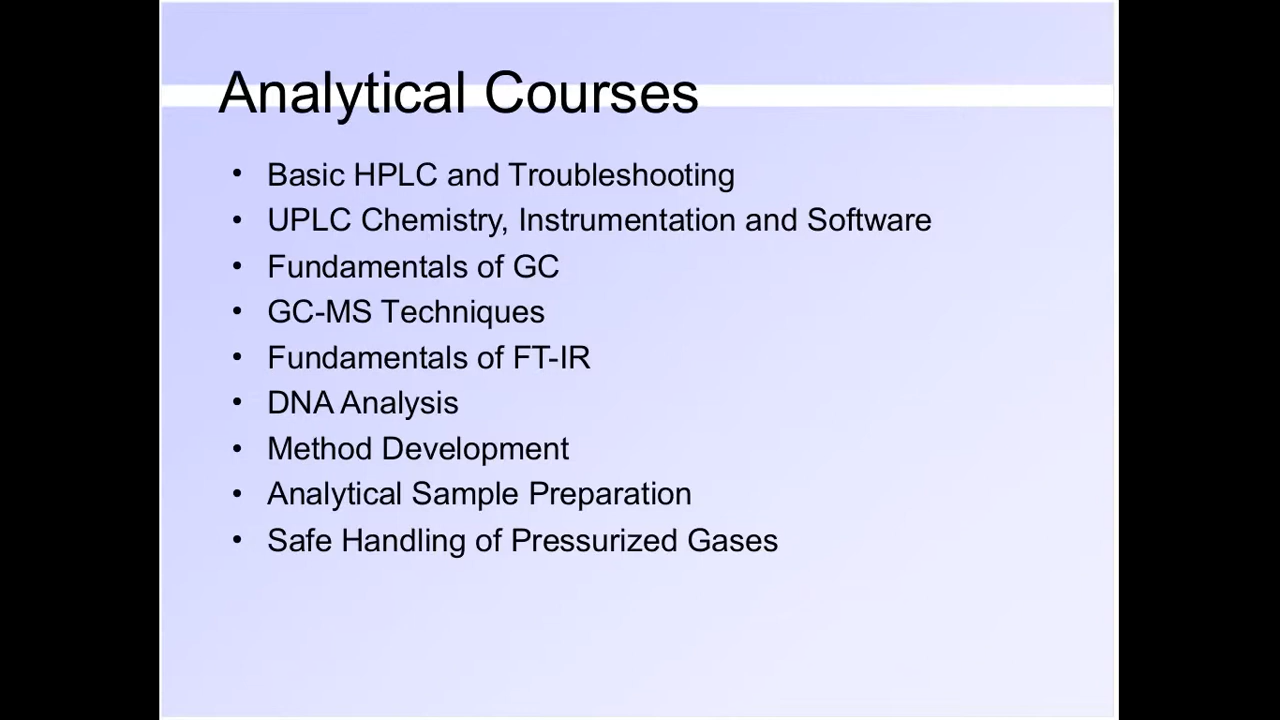 Analytical Courses
• Basic HPLC and Troubleshooting
• UPLC Chemistry, Instrumentation and Software
• Fundamentals of GC
• GC-MS Techniques
• Fundamentals of FT-IR
• DNA Analysis
• Method Development
• Analytical Sample Preparation
• Safe Handling of Pressurized Gases